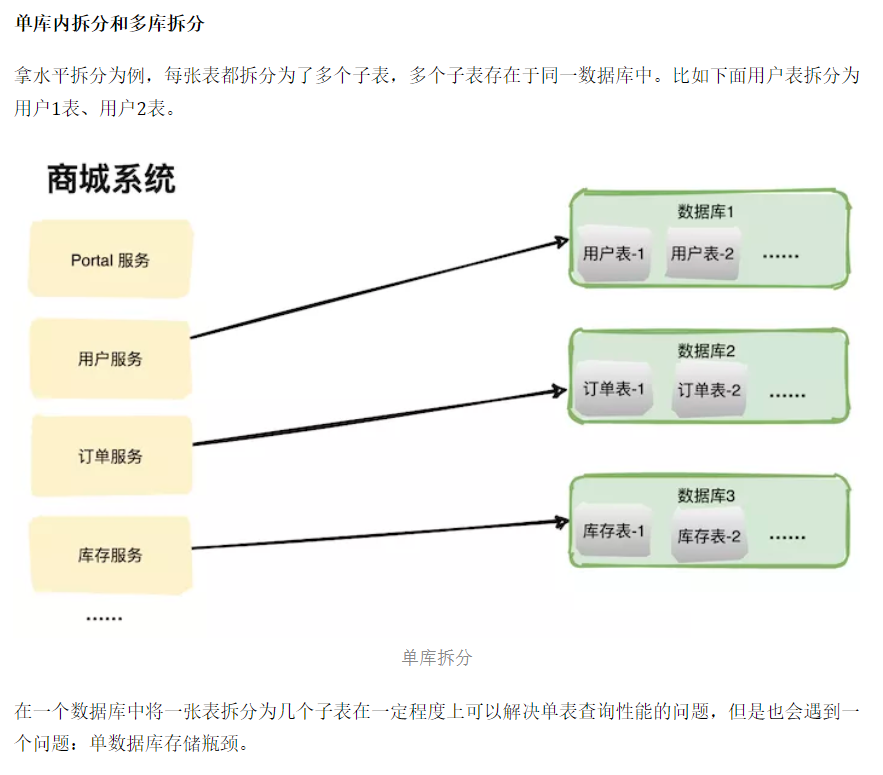 单库内拆分和多库拆分
拿水平拆分为例，每张表都拆分为了多个子表，多个子表存在于同一数据库中。比如下面用户表拆分为
用户1表、用户2表。
商城系统
Portal 服务
用户服务
订单服务
库存服务
……
数据库1
用户表-1 用户表-2 ……
数据库2
订单表-1 订单表-2 ……
数据库3
库存表-1 库存表-2 ……
单库拆分
在一个数据库中将一张表拆分为几个子表在一定程度上可以解决单表查询性能的问题，但是也会遇到一
个问题：单数据库存储瓶颈。